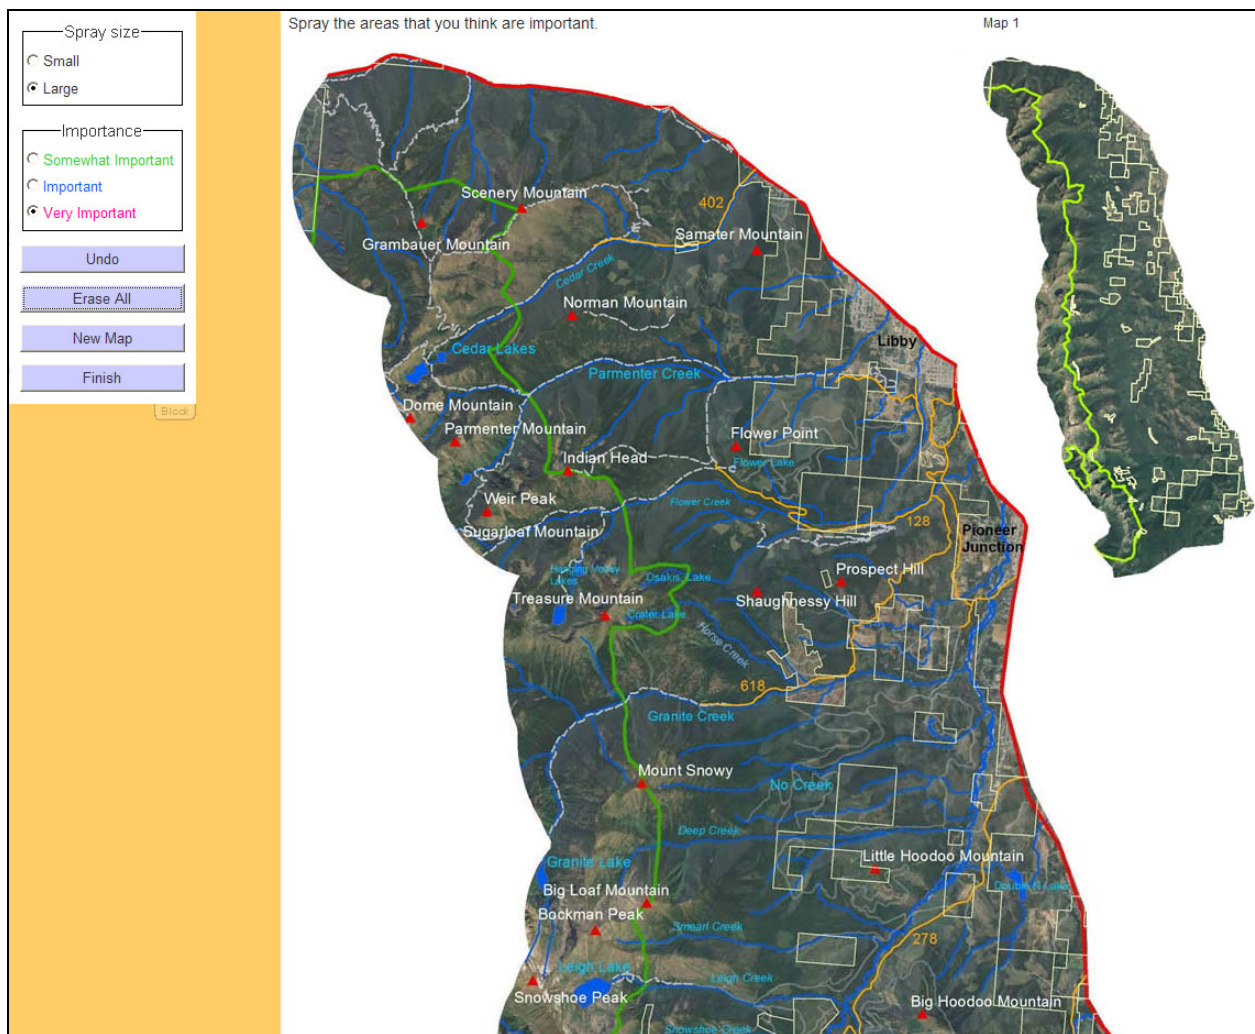 Spray the areas that you think are important.
Map 1
Spray size
Small
Large
Importance
Somewhat Important
Important
Very Important
Undo
Erase All
New Map
Finish
Block
Scenery Mountain
402
Grambauer Mountain
Samater Mountain
Cedar Creek
Norman Mountain
Libby
Cedar Lakes
Parmenter Creek
Dome Mountain
Parmenter Mountain
Flower Point
Indian Head
Flower Lake
Weir Peak
Flower Creek
128
Sugarloaf Mountain
Pioneer
Junction
Hanging Valley
Lakes
Osakis Lake
Prospect Hill
Treasure Mountain
Shaughnessy Hill
Crater Lake
Horse Creek
618
Granite Creek
Mount Snowy
No Creek
Deep Creek
Granite Lake
Little Hoodoo Mountain
Double N Lake
Big Loaf Mountain
Bockman Peak
Smearl Creek
278
Leigh Lake
Leigh Creek
Snowshoe Peak
Big Hoodoo Mountain
Snowshoe Creek